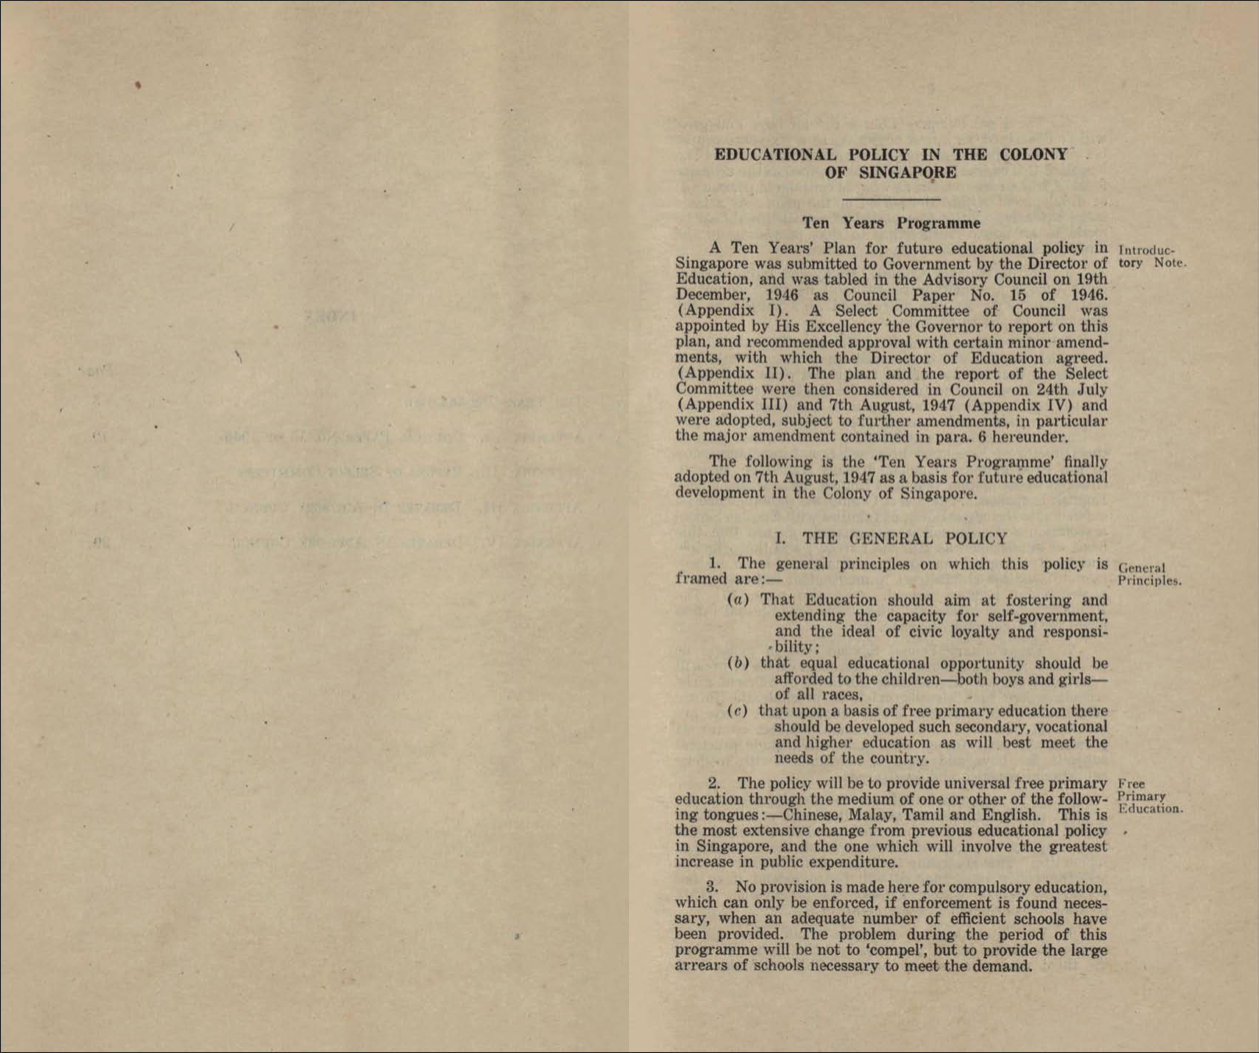 EDUCATIONAL POLICY IN THE COLONY
OF SINGAPORE
Ten Years Programme
A Ten Years' Plan for future educational policy in
Singapore was submitted to Government by the Director of
Education, and was tabled in the Advisory Council on 19th
December, 1946 as Council Paper No. 15 of 1946.
(Appendix I). A Select Committee of Council was
appointed by His Excellency the Governor to report on this
plan, and recommended approval with certain minor amend-
ments, with which the Director of Education agreed.
(Appendix II). The plan and the report of the Select
Committee were then considered in Council on 24th July
(Appendix III) and 7th August, 1947 (Appendix IV) and
were adopted, subject to further amendments, in particular
the major amendment contained in para. 6 hereunder.
Introduc-
tory Note.
The following is the 'Ten Years Programme' finally
adopted on 7th August, 1947 as a basis for future educational
development in the Colony of Singapore.
I. THE GENERAL POLICY
1. The general principles on which this policy is
framed are:—
General
Principles.
(a) That Education should aim at fostering and
extending the capacity for self-government,
and the ideal of civic loyalty and responsi-
bility;
(b) that equal educational opportunity should be
afforded to the children—both boys and girls—
of all races,
(c) that upon a basis of free primary education there
should be developed such secondary, vocational
and higher education as will best meet the
needs of the country.
2. The policy will be to provide universal free primary
education through the medium of one or other of the follow-
ing tongues:—Chinese, Malay, Tamil and English. This is
the most extensive change from previous educational policy
in Singapore, and the one which will involve the greatest
increase in public expenditure.
Free
Primary
Education.
3. No provision is made here for compulsory education,
which can only be enforced, if enforcement is found neces-
sary, when an adequate number of efficient schools have
been provided. The problem during the period of this
programme will be not to 'compel', but to provide the large
arrears of schools necessary to meet the demand.